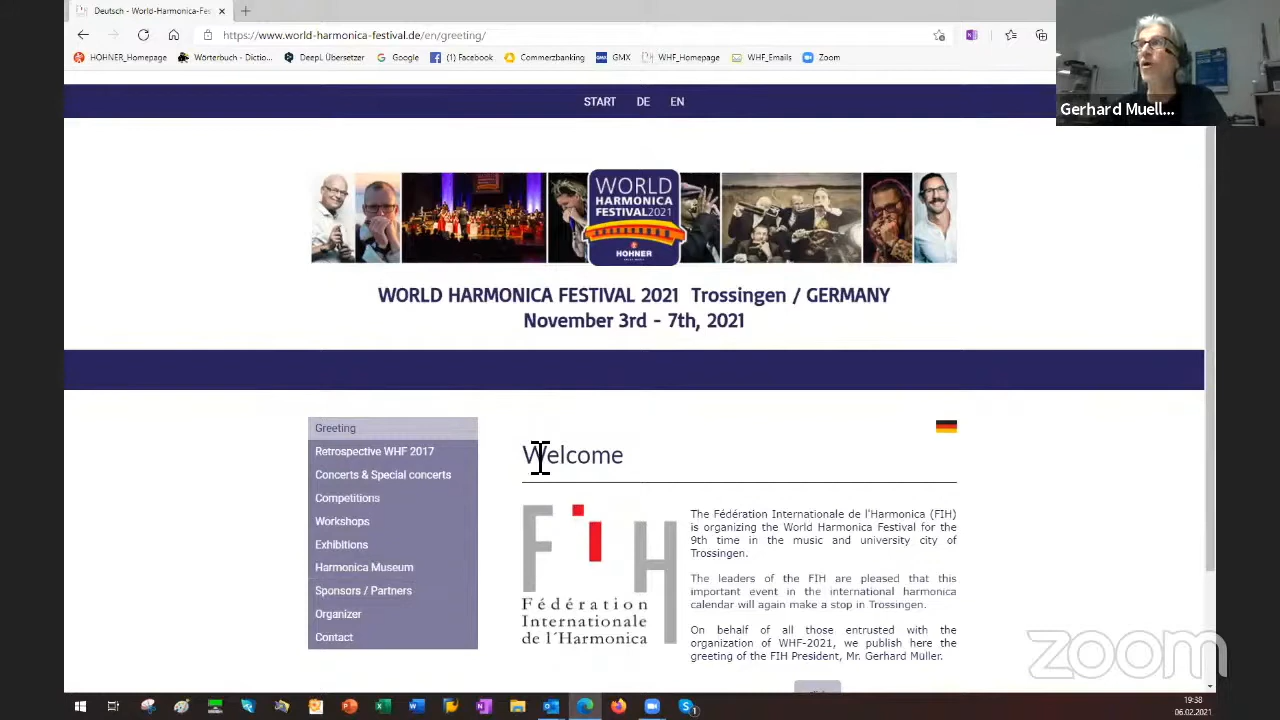 Deutsch - Welt-Harmonica-Fes
https://www.world-harmonica-festival.de/en/greeting/
HOHNER_Homepage
Wörterbuch - Dictio...
DeepL Übersetzer
Google
(1) Facebook
Commerzbanking
GMX
WHF_Homepage
WHF_Emails
Zoom
Gerhard Muell...
START DE EN
WORLD
HARMONICA
FESTIVAL2021
HOHNER
WORLD HARMONICA FESTIVAL 2021 Trossingen / GERMANY
November 3rd - 7th, 2021
Greeting
Retrospective WHF 2017
Concerts & Special concerts
Competitions
Workshops
Exhibitions
Harmonica Museum
Sponsors / Partners
Organizer
Contact
Welcome
FIH
Fédération
Internationale
de l´Harmonica
The Fédération Internationale de l'Harmonica (FIH)
is organizing the World Harmonica Festival for the
9th time in the music and university city of
Trossingen.
The leaders of the FIH are pleased that this
important event in the international harmonica
calendar will again make a stop in Trossingen.
On behalf of all those entrusted with the
organization of WHF-2021, we publish here the
greeting of the FIH President, Mr. Gerhard Müller.
zoom
19:38
06.02.2021